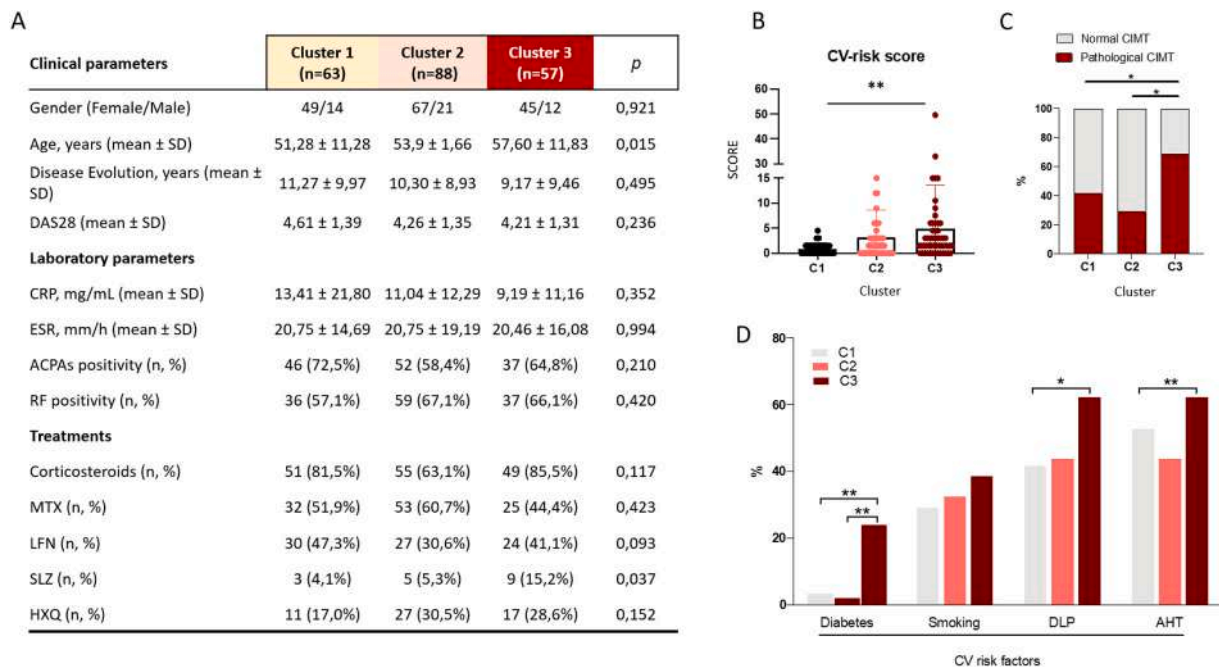 A
Clinical parameters Cluster 1 (n=63) Cluster 2 (n=88) Cluster 3 (n=57) p
Gender (Female/Male) 49/14 67/21 45/12 0,921
Age, years (mean ± SD) 51,28 ± 11,28 53,9 ± 1,66 57,60 ± 11,83 0,015
Disease Evolution, years (mean ± SD) 11,27 ± 9,97 10,30 ± 8,93 9,17 ± 9,46 0,495
DAS28 (mean ± SD) 4,61 ± 1,39 4,26 ± 1,35 4,21 ± 1,31 0,236
Laboratory parameters
CRP, mg/mL (mean ± SD) 13,41 ± 21,80 11,04 ± 12,29 9,19 ± 11,16 0,352
ESR, mm/h (mean ± SD) 20,75 ± 14,69 20,75 ± 19,19 20,46 ± 16,08 0,994
ACPAs positivity (n, %) 46 (72,5%) 52 (58,4%) 37 (64,8%) 0,210
RF positivity (n, %) 36 (57,1%) 59 (67,1%) 37 (66,1%) 0,420
Treatments
Corticosteroids (n, %) 51 (81,5%) 55 (63,1%) 49 (85,5%) 0,117
MTX (n, %) 32 (51,9%) 53 (60,7%) 25 (44,4%) 0,423
LFN (n, %) 30 (47,3%) 27 (30,6%) 24 (41,1%) 0,093
SLZ (n, %) 3 (4,1%) 5 (5,3%) 9 (15,2%) 0,037
HXQ (n, %) 11 (17,0%) 27 (30,5%) 17 (28,6%) 0,152
B
CV-risk score
**
SCORE
60
50
40
30
15
10
5
0
C1 C2 C3
Cluster
C
Normal CIMT
Pathological CIMT
*
*
%
100
80
60
40
20
0
C1 C2 C3
Cluster
D
C1
C2
C3
%
80
60
40
20
0
**
**
*
**
Diabetes Smoking DLP AHT
CV risk factors